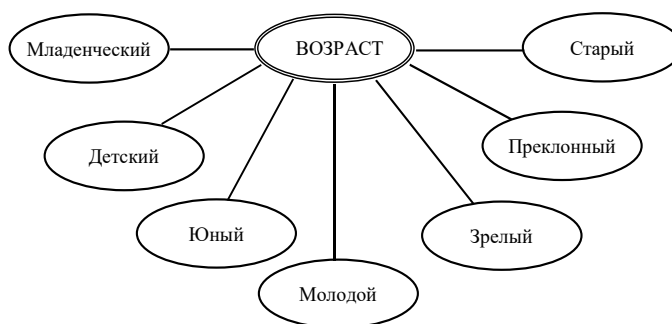 Младенческий
ВОЗРАСТ
Старый
Детский
Преклонный
Юный
Зрелый
Молодой